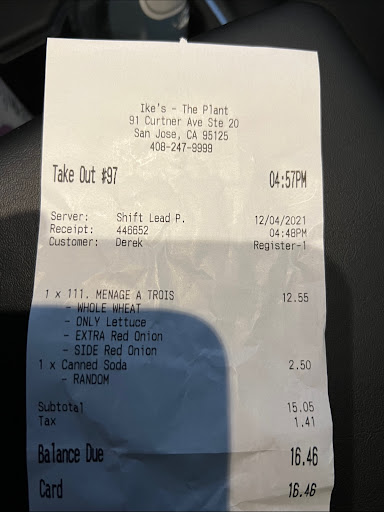 Ike's - The Plant
91 Curtner Ave Ste 20
San Jose, CA 95125
408-247-9999
Take Out #97 04:57PM
Server: Shift Lead P. 12/04/2021
Receipt: 446652 04:48PM
Customer: Derek Register-1
1 x 111. MENAGE A TROIS 12.55
- WHOLE WHEAT
- ONLY Lettuce
- EXTRA Red Onion
- SIDE Red Onion
1 x Canned Soda 2.50
- RANDOM
Subtotal 15.05
Tax 1.41
Balance Due 16.46
Card 16.46